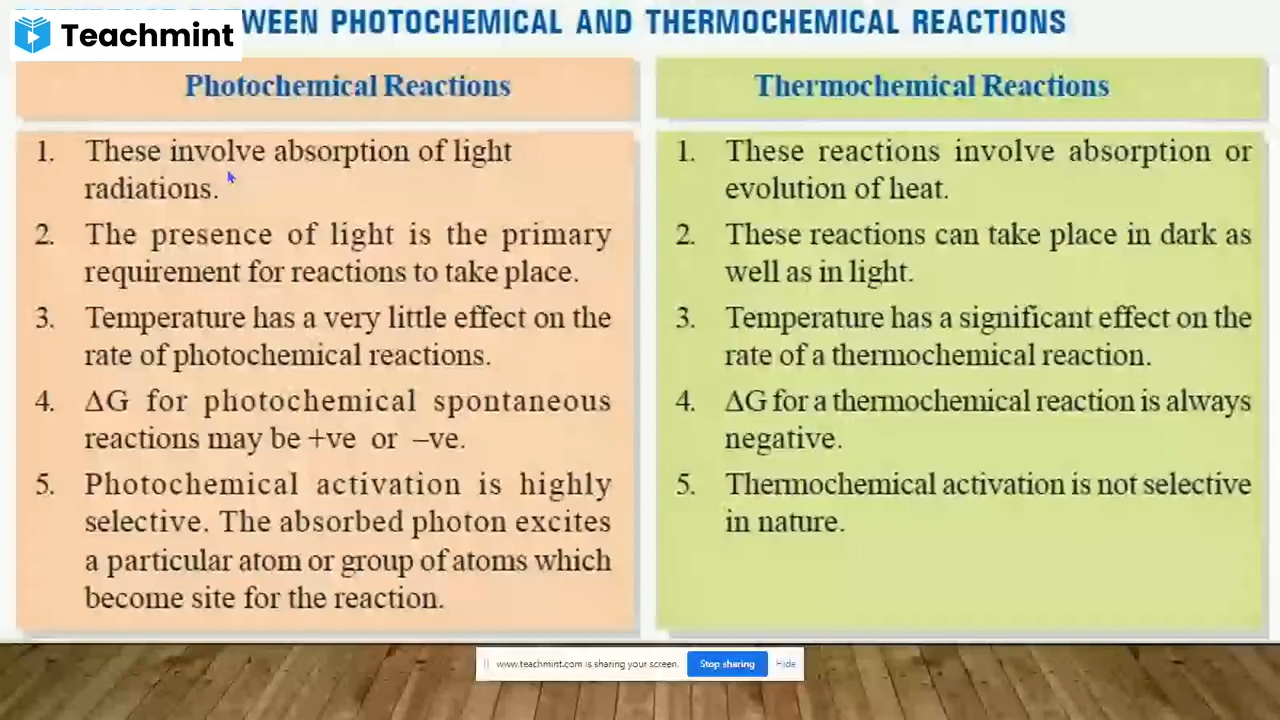 Teachmint
WEEN PHOTOCHEMICAL AND THERMOCHEMICAL REACTIONS
Photochemical Reactions
1. These involve absorption of light
radiations.
2. The presence of light is the primary
requirement for reactions to take place.
3. Temperature has a very little effect on the
rate of photochemical reactions.
4. ΔG for photochemical spontaneous
reactions may be +ve or –ve.
5. Photochemical activation is highly
selective. The absorbed photon excites
a particular atom or group of atoms which
become site for the reaction.
Thermochemical Reactions
1. These reactions involve absorption or
evolution of heat.
2. These reactions can take place in dark as
well as in light.
3. Temperature has a significant effect on the
rate of a thermochemical reaction.
4. ΔG for a thermochemical reaction is always
negative.
5. Thermochemical activation is not selective
in nature.
www.teachmint.com is sharing your screen.
Stop sharing
Hide